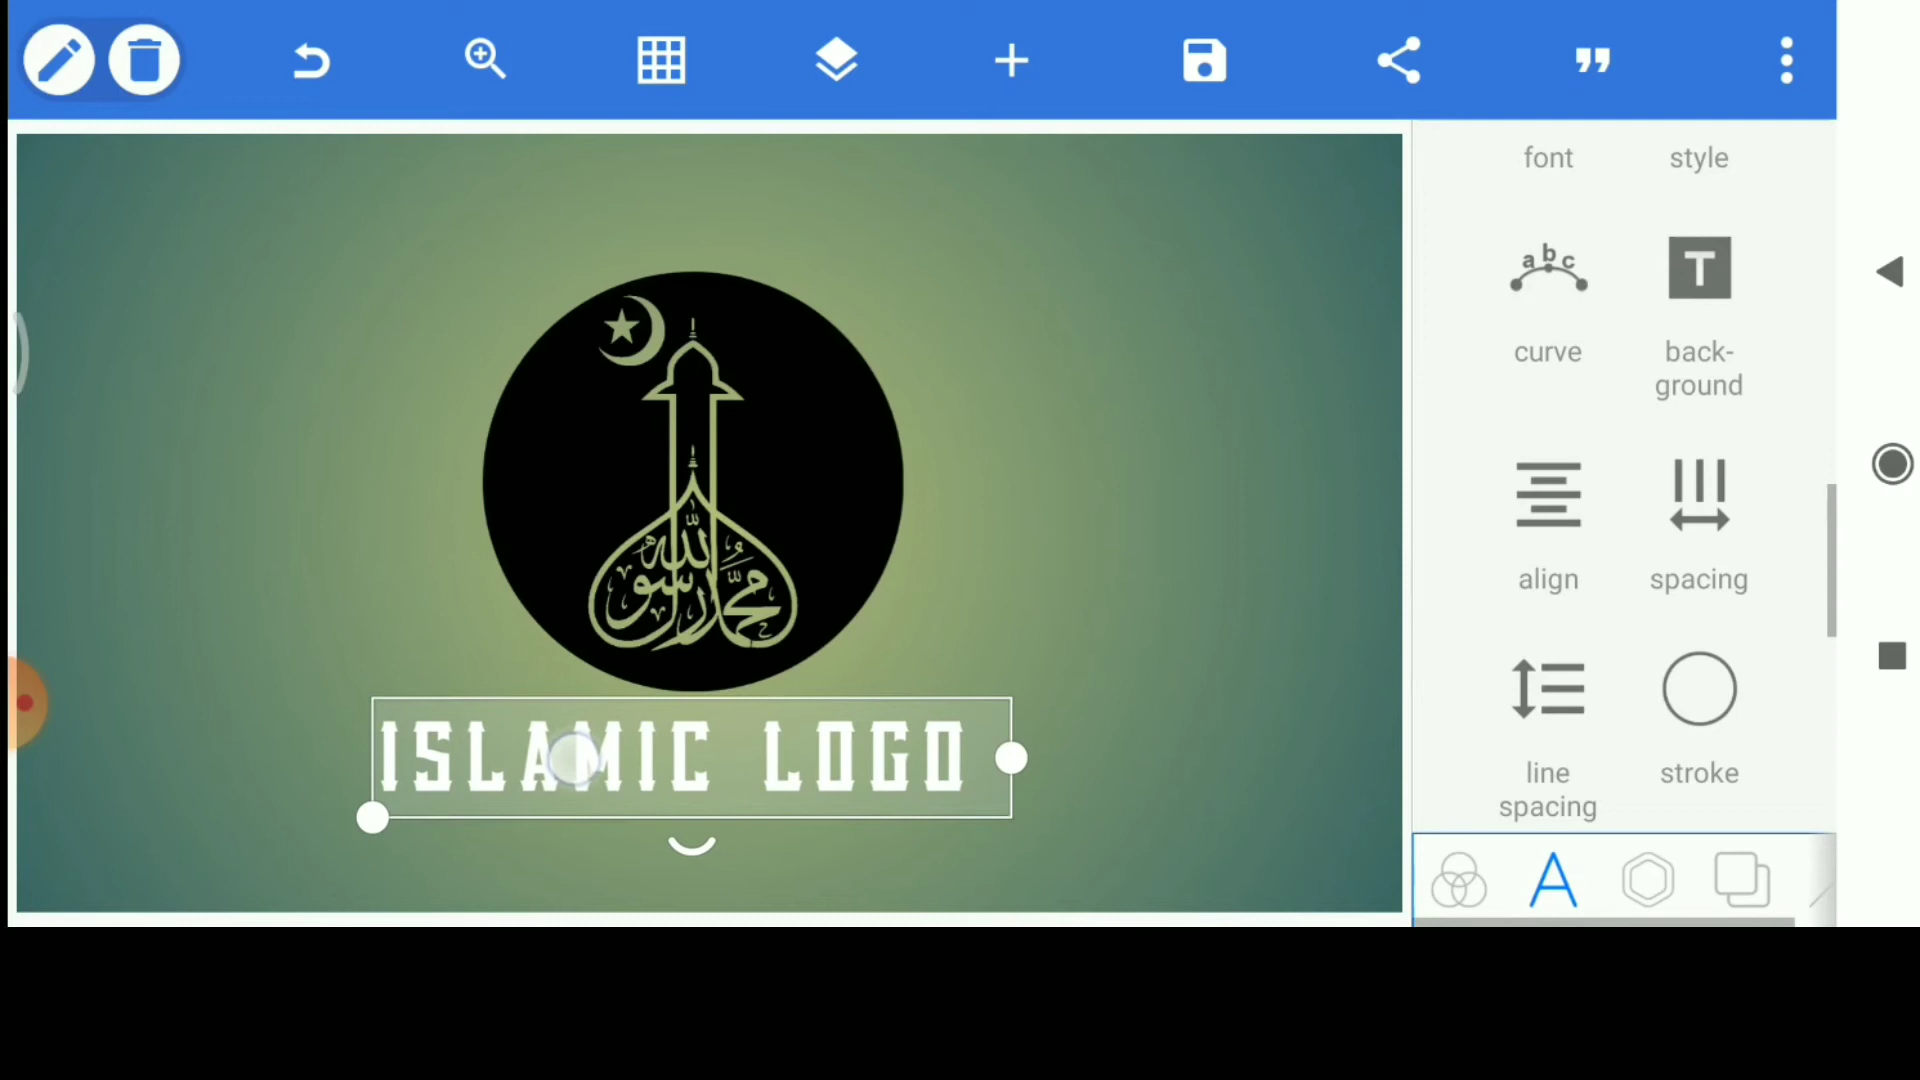 font
style
a b c
T
curve
back-
ground
align
spacing
line
spacing
stroke
A
محمد رسول الله
ISLAMIC LOGO